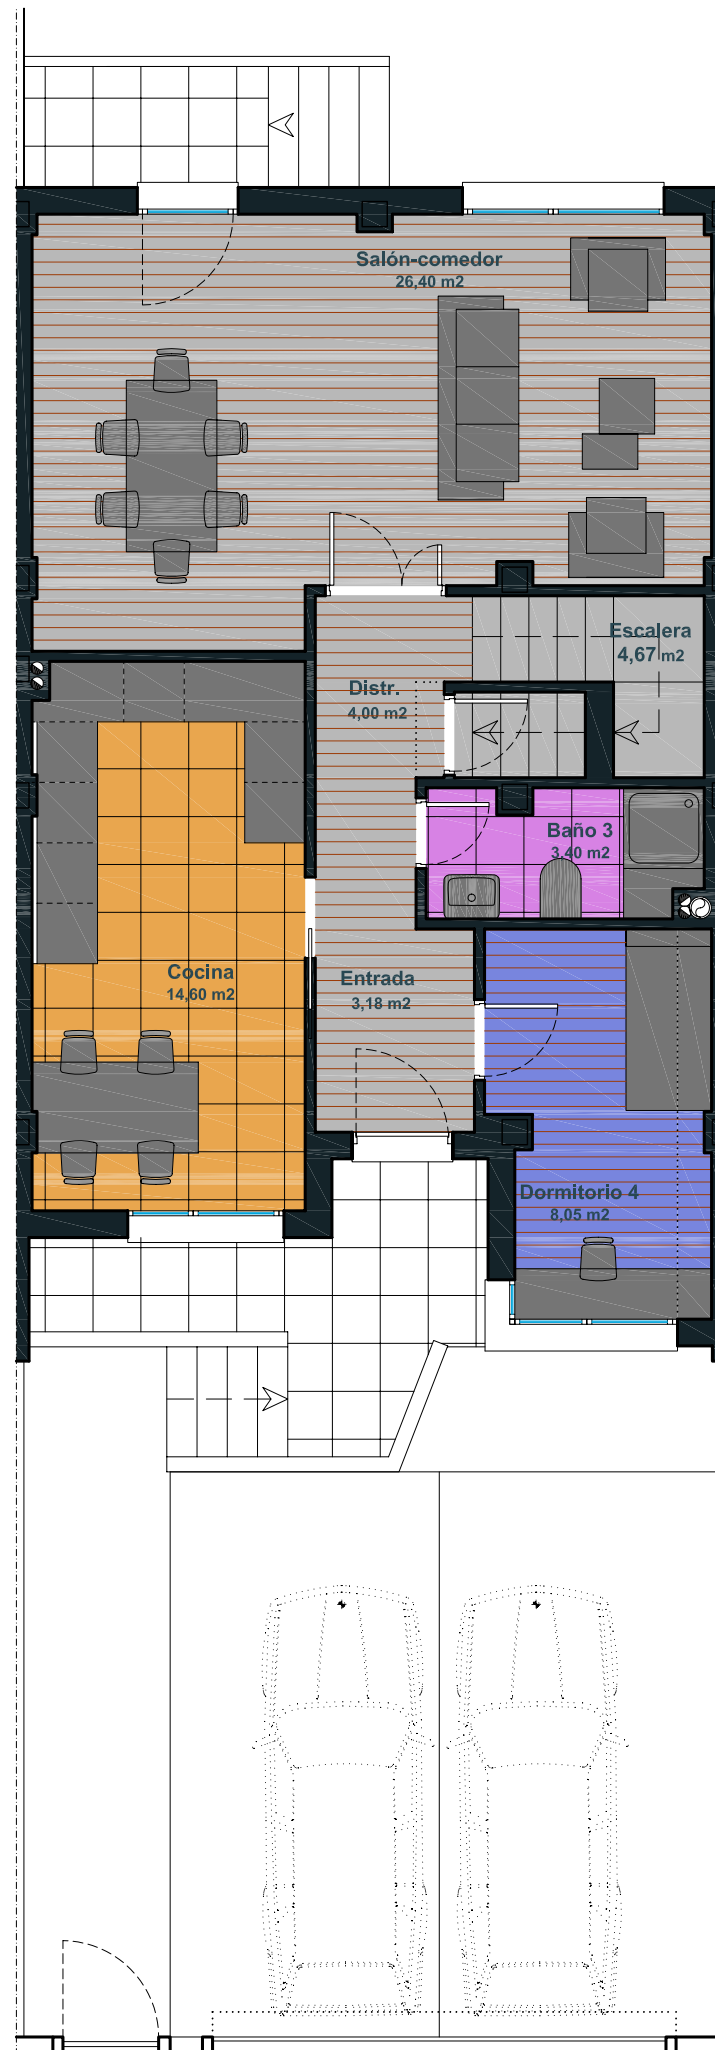 Salón-comedor
26,40 m2
Escalera
4,67 m2
Distr.
4,00 m2
Baño 3
3,40 m2
Cocina
14,60 m2
Entrada
3,18 m2
Dormitorio 4
8,05 m2